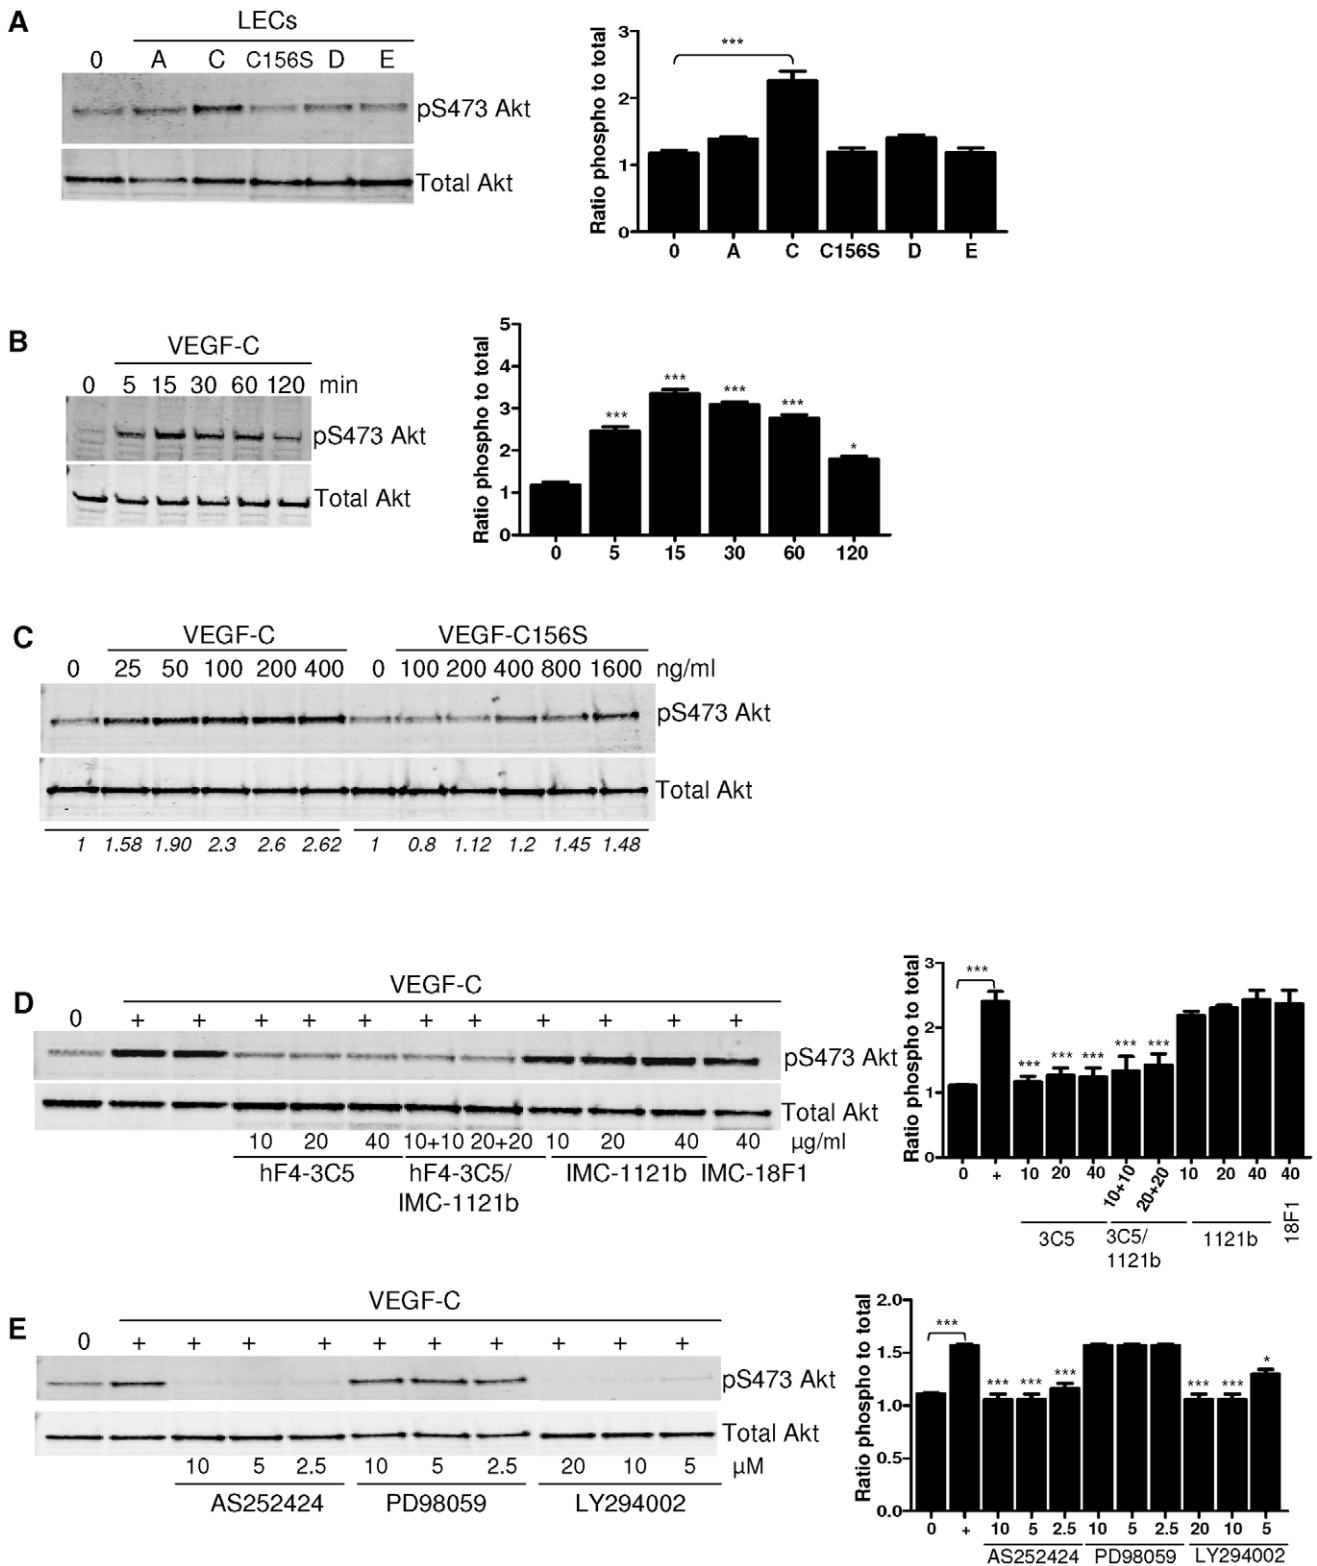 A
LECs
0 A C C156S D E
pS473 Akt
Total Akt
Ratio phospho to total
3
2
1
0
***
0 A C C156S D E
B
VEGF-C
0 5 15 30 60 120 min
pS473 Akt
Total Akt
Ratio phospho to total
5
4
3
2
1
0
*** *** *** *** *
0 5 15 30 60 120
C
VEGF-C VEGF-C156S
0 25 50 100 200 400 0 100 200 400 800 1600 ng/ml
pS473 Akt
Total Akt
1 1.58 1.90 2.3 2.6 2.62 1 0.8 1.12 1.2 1.45 1.48
D
VEGF-C
0 + + + + + + + + + + +
pS473 Akt
Total Akt
10 20 40 10+10 20+20 10 20 40 40 µg/ml
hF4-3C5 hF4-3C5/ IMC-1121b IMC-18F1
IMC-1121b
Ratio phospho to total
3
2
1
0
*** *** *** *** *** ***
0 + 10 20 40 10+10 20+20 10 20 40 40
3C5 3C5/ 1121b 18F1
1121b
E
VEGF-C
0 + + + + + + + + + +
pS473 Akt
Total Akt
10 5 2.5 10 5 2.5 20 10 5 µM
AS252424 PD98059 LY294002
Ratio phospho to total
2.0
1.5
1.0
0.5
0.0
*** *** *** *** *** *** *
0 + 10 5 2.5 10 5 2.5 20 10 5
AS252424 PD98059 LY294002